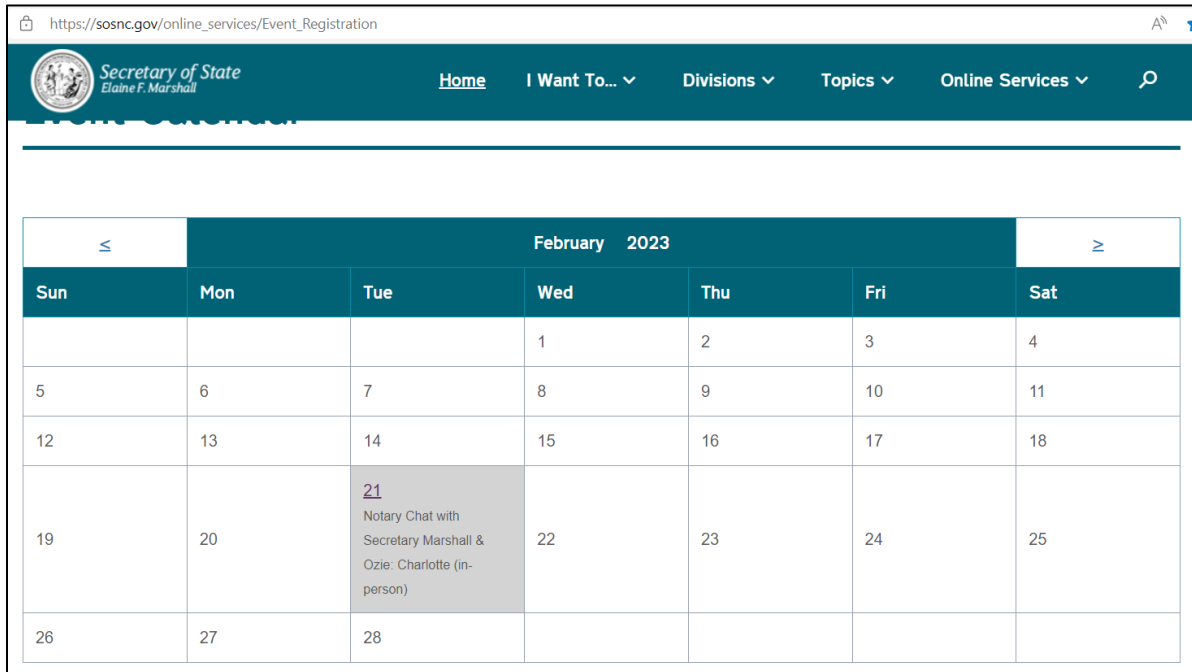 https://sosnc.gov/online_services/Event_Registration
Secretary of State
Elaine F. Marshall
Home I Want To... Divisions Topics Online Services
Event Calendar
≤ February 2023 ≥
Sun Mon Tue Wed Thu Fri Sat
1 2 3 4
5 6 7 8 9 10 11
12 13 14 15 16 17 18
21
Notary Chat with
Secretary Marshall &
19 20 22 23 24 25
Ozie: Charlotte (in-
person)
26 27 28